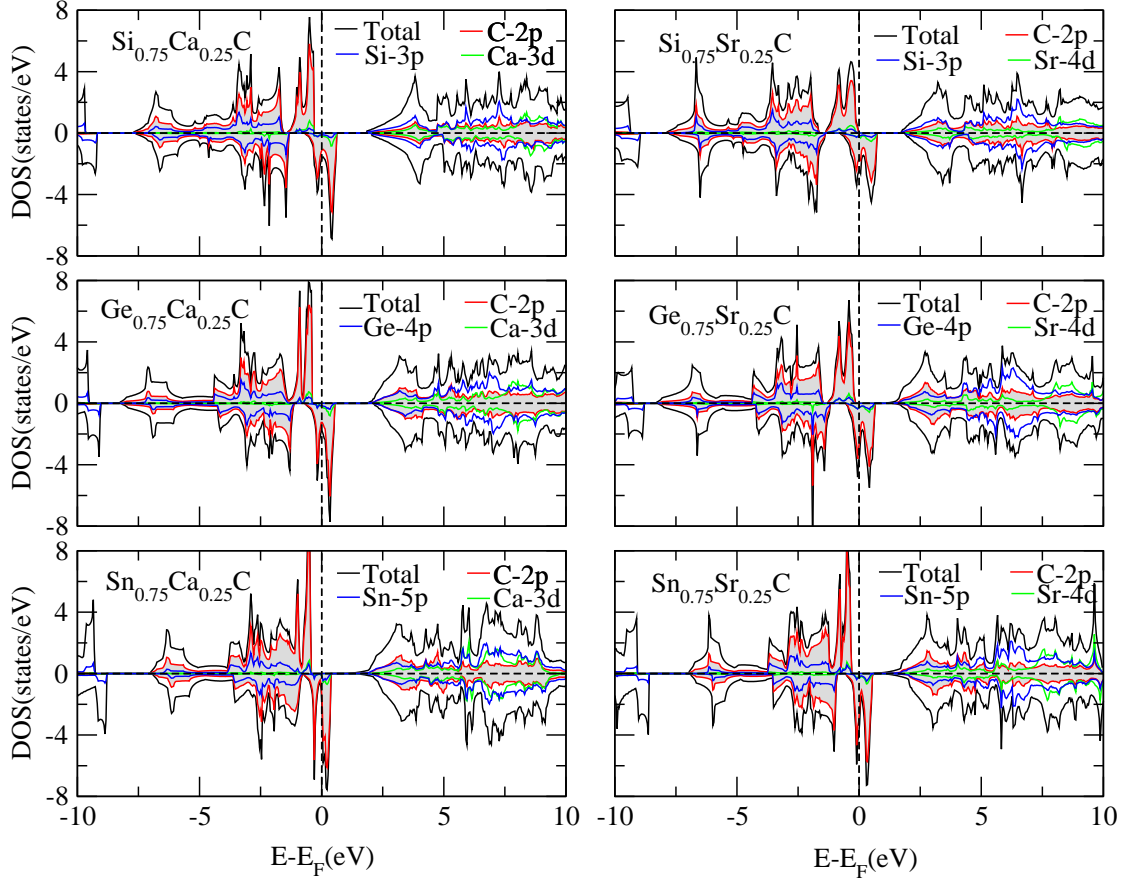 8
4
0
-4
-8
DOS(states/eV)
Si0.75Ca0.25C
Total
C-2p
Si-3p
Ca-3d
Si0.75Sr0.25C
Total
C-2p
Si-3p
Sr-4d
8
4
0
-4
-8
DOS(states/eV)
Ge0.75Ca0.25C
Total
C-2p
Ge-4p
Ca-3d
Ge0.75Sr0.25C
Total
C-2p
Ge-4p
Sr-4d
8
4
0
-4
-8
DOS(states/eV)
Sn0.75Ca0.25C
Total
C-2p
Sn-5p
Ca-3d
Sn0.75Sr0.25C
Total
C-2p
Sn-5p
Sr-4d
-10 -5 0 5 10
-10 -5 0 5 10
E-EF(eV)
E-EF(eV)